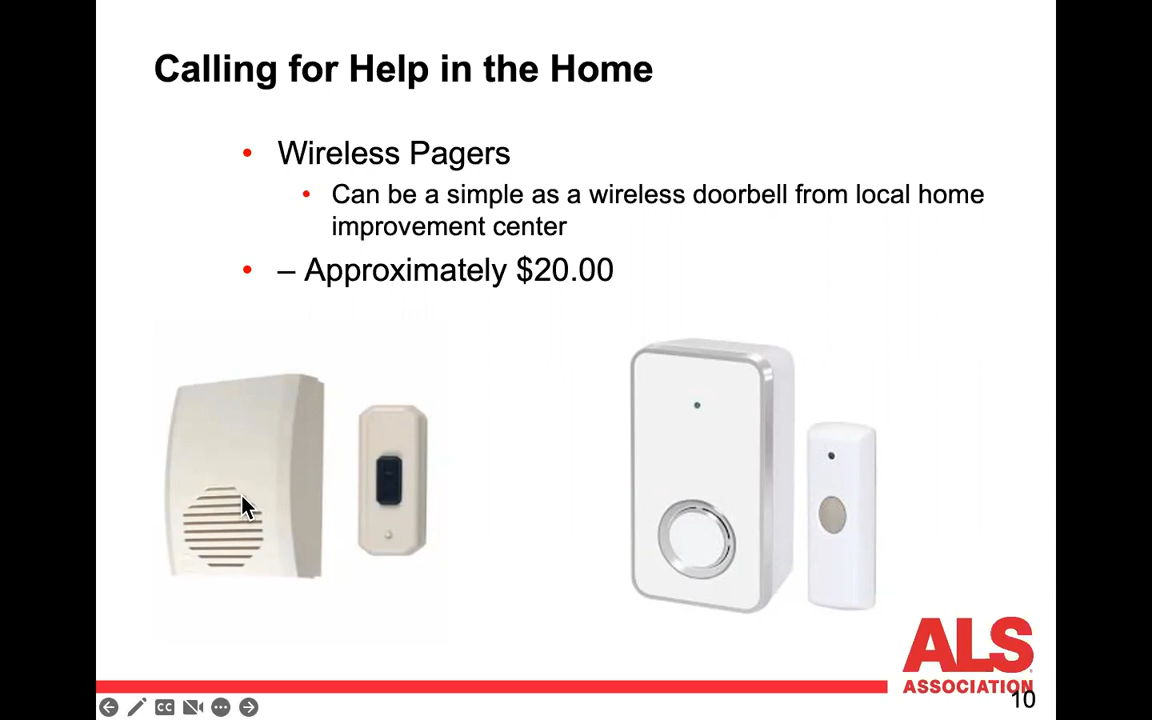 Calling for Help in the Home
• Wireless Pagers
• Can be a simple as a wireless doorbell from local home
improvement center
• – Approximately $20.00
ALS
ASSOCIATION
10
CC